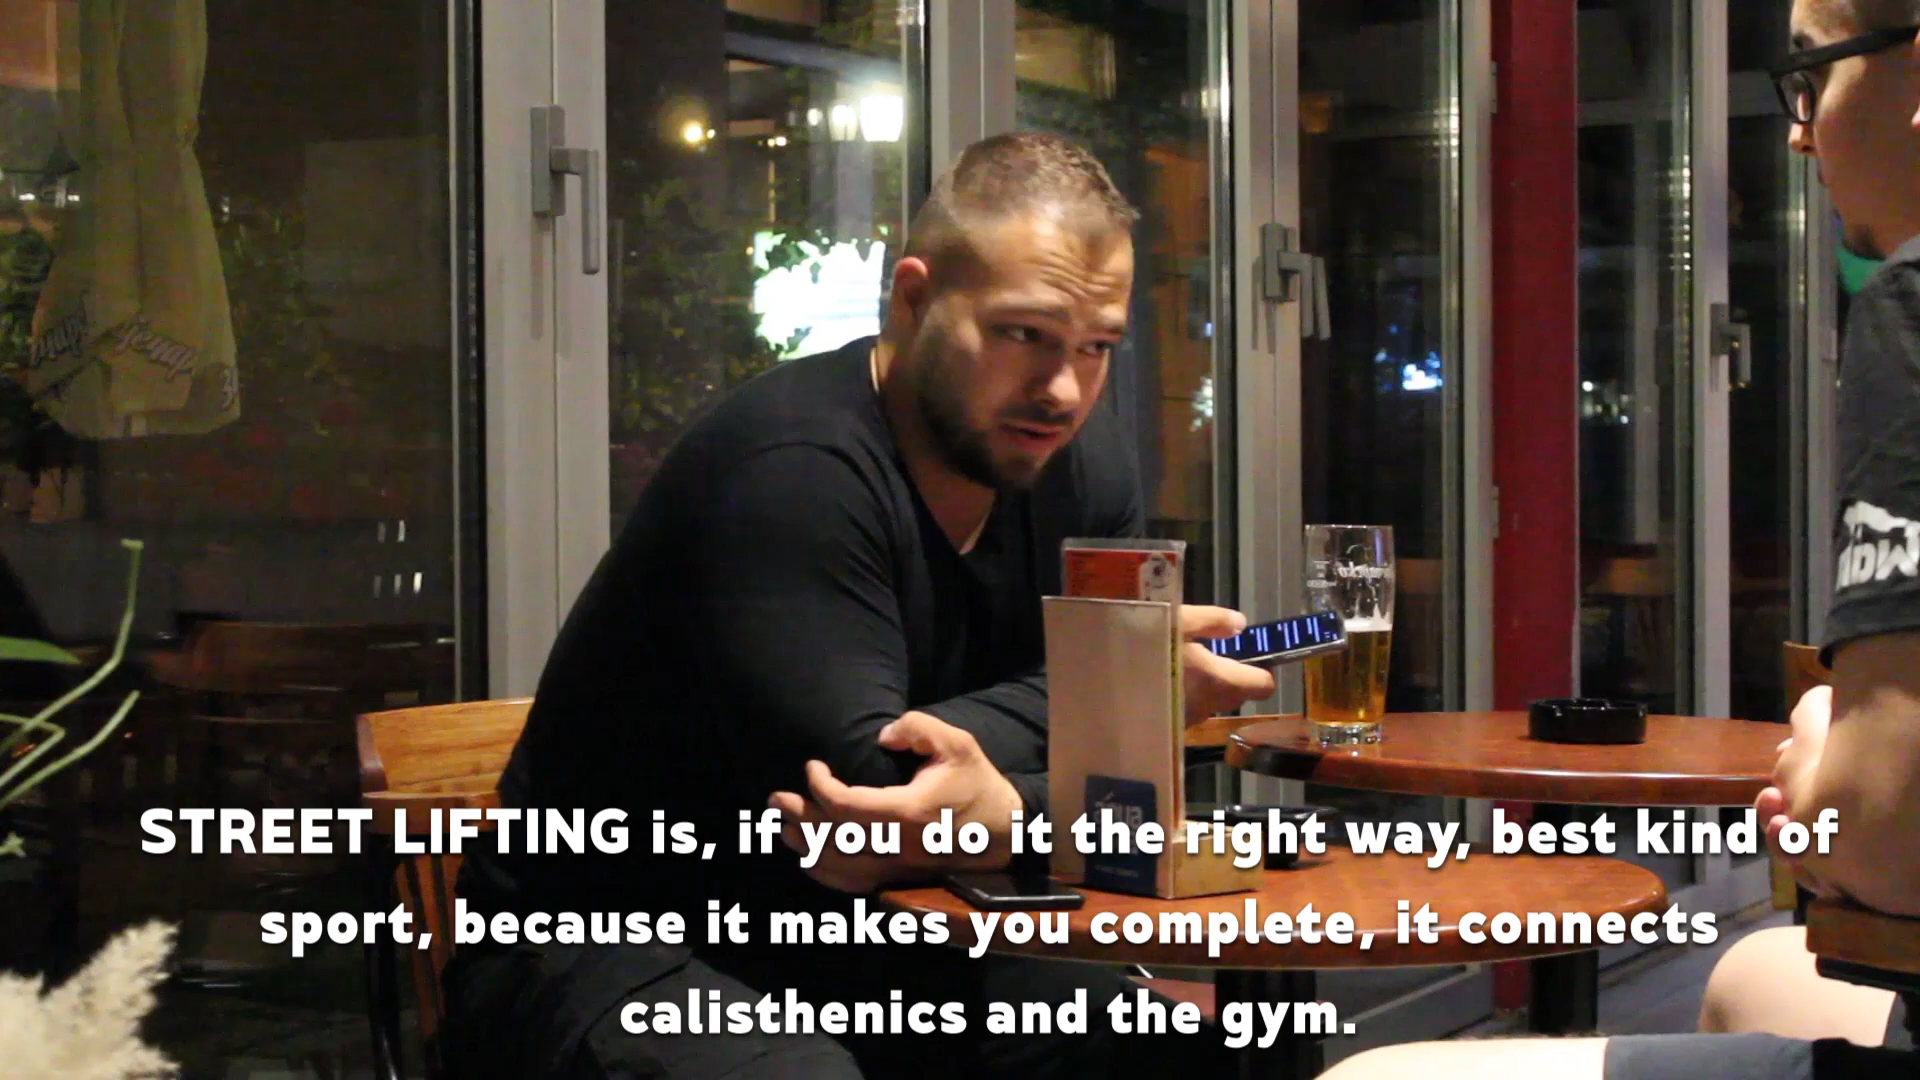 STREET LIFTING is, if you do it the right way, best kind of
sport, because it makes you complete, it connects
calisthenics and the gym.